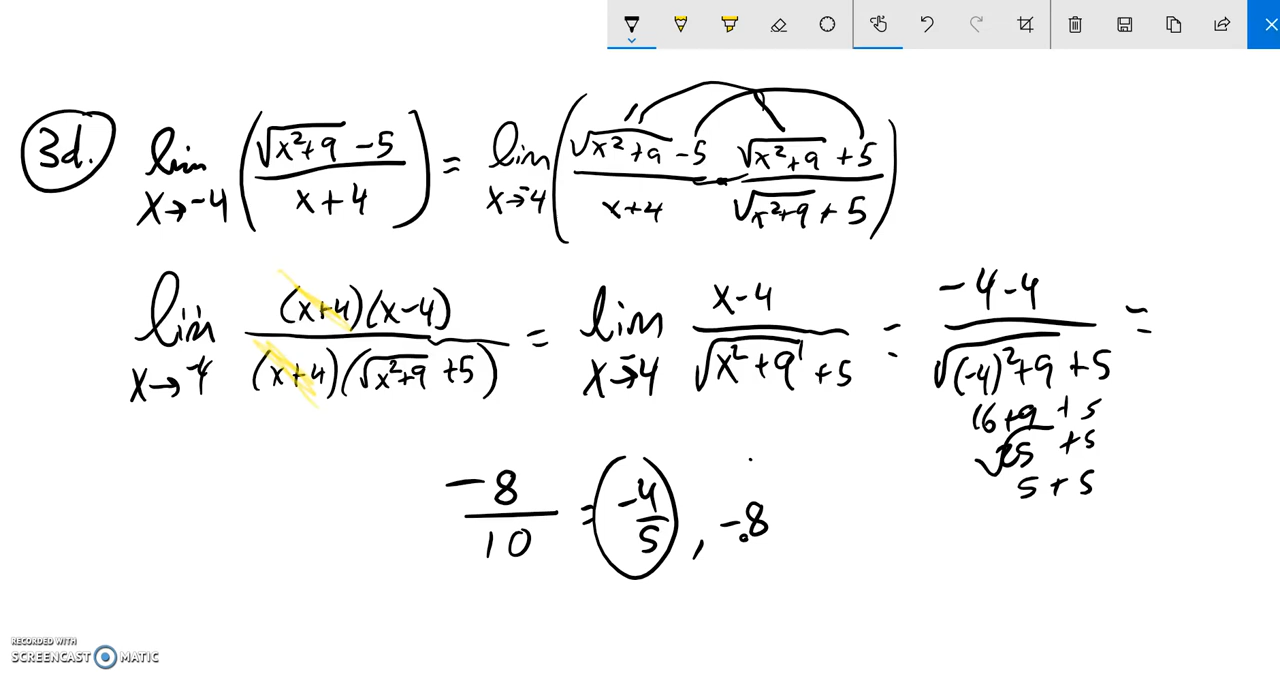 3d. lim x→-4 ( (√(x²+9) - 5) / (x+4) ) = lim x→-4 ( (√(x²+9) - 5) / (x+4) · (√(x²+9) + 5) / (√(x²+9) + 5) )
lim x→-4 (x+4)(x-4) / (x+4)(√(x²+9) + 5) = lim x→-4 (x-4) / (√(x²+9) + 5) = (-4-4) / (√((-4)²+9) + 5) =
16+9 + 5
√25 + 5
5 + 5
-8/10 = -4/5 , -.8
RECORDED WITH
SCREENCAST MATIC